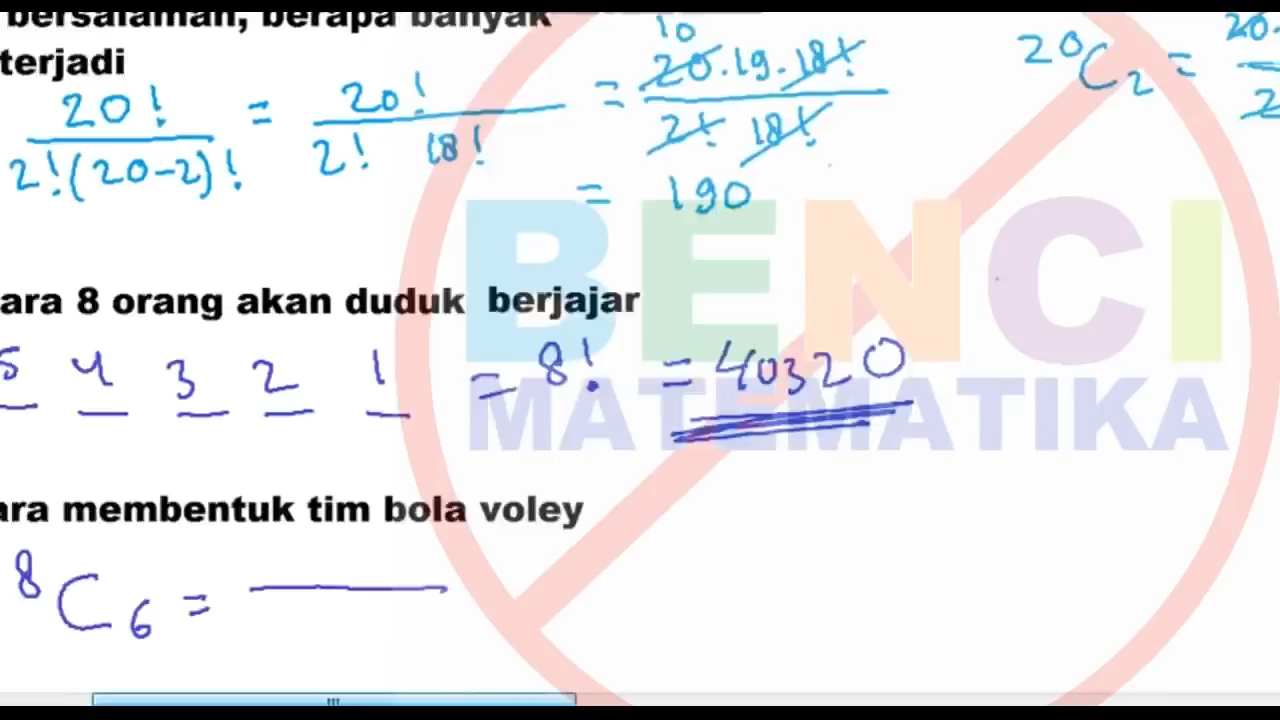 bersalaman, berapa banyak
terjadi
20! / 2!(20-2)! = 20! / 2! 18! = 20.19.18! / 2! 18!
10
= 190
20C2 = 20. / 2
BENCI
MATEMATIKA
ara 8 orang akan duduk berjajar
5 4 3 2 1 = 8! = 40320
ara membentuk tim bola voley
8C6 =